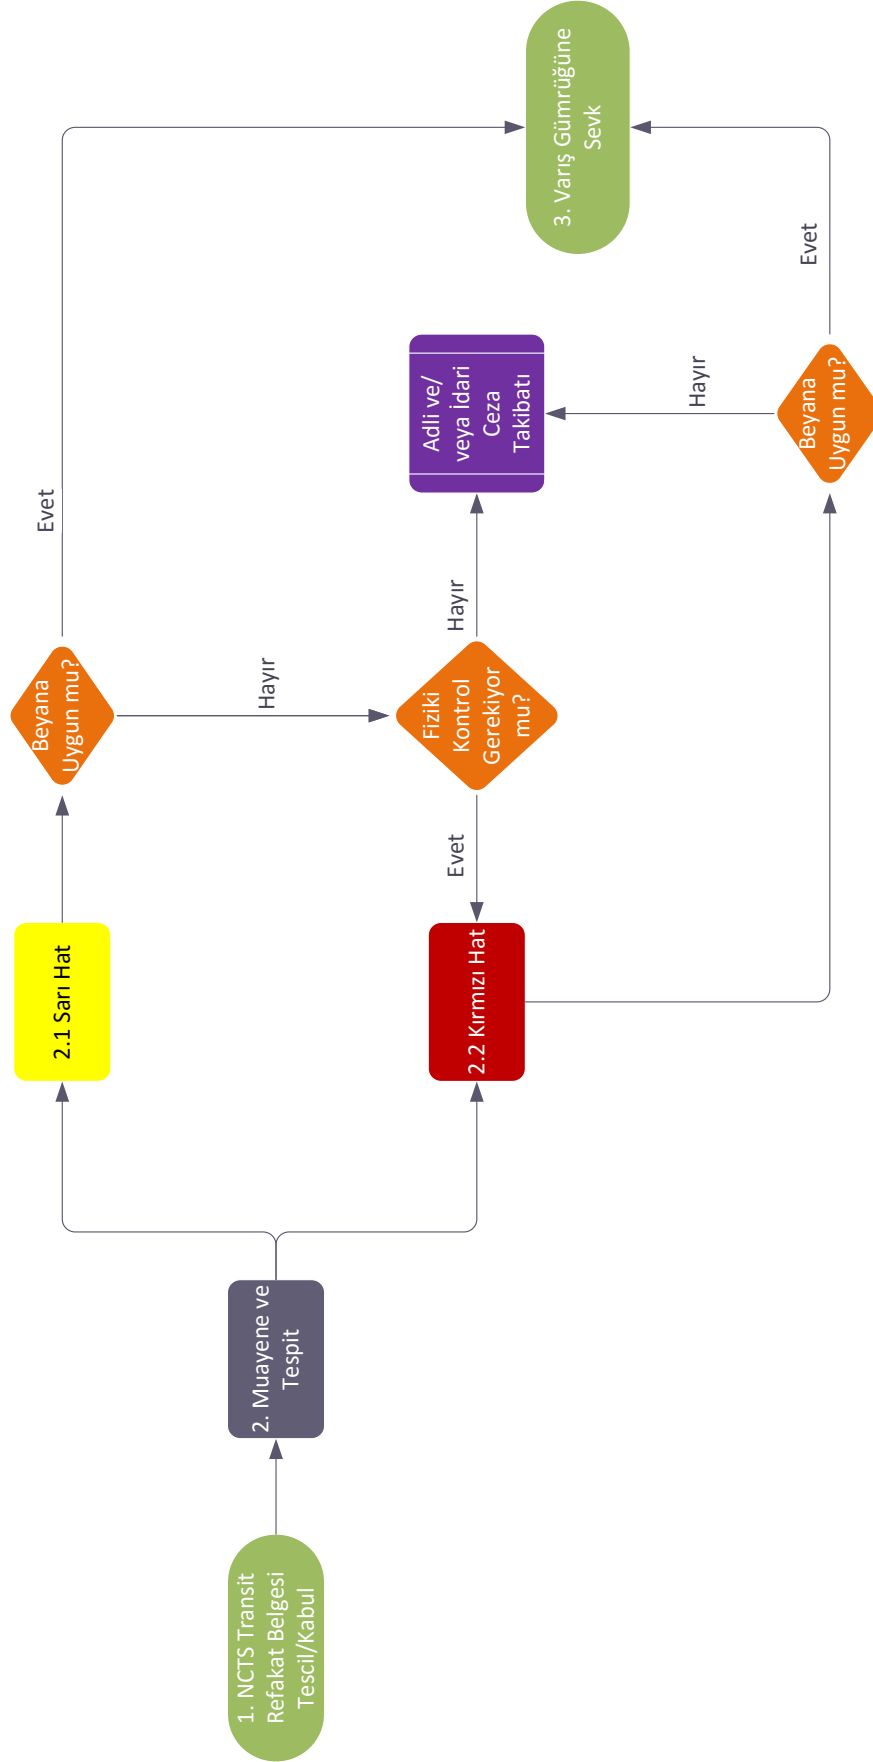 1. NCTS Transit
Refakat Belgesi
Tescil/Kabul
2. Muayene ve
Tespit
2.1 Sarı Hat
Beyana
Uygun mu?
Evet
Hayır
2.2 Kırmızı Hat
Evet
Fiziki
Kontrol
Gerekiyor
mu?
Hayır
Adli ve/
veya İdari
Ceza
Takibatı
Hayır
Beyana
Uygun mu?
Evet
3. Varış Gümrüğüne
Sevk